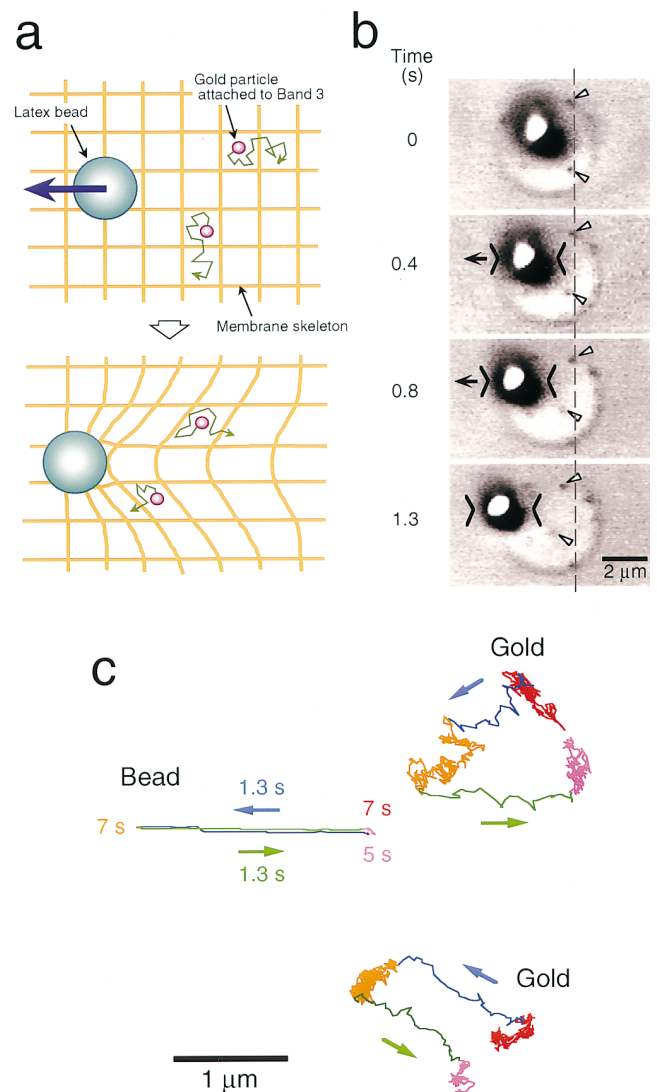 a
Gold particle
attached to Band 3
Latex bead
Membrane skeleton
b
Time
(s)
0
0.4
0.8
1.3
2 μm
c
Gold
Bead
1.3 s
7 s
7 s
5 s
1.3 s
Gold
1 μm